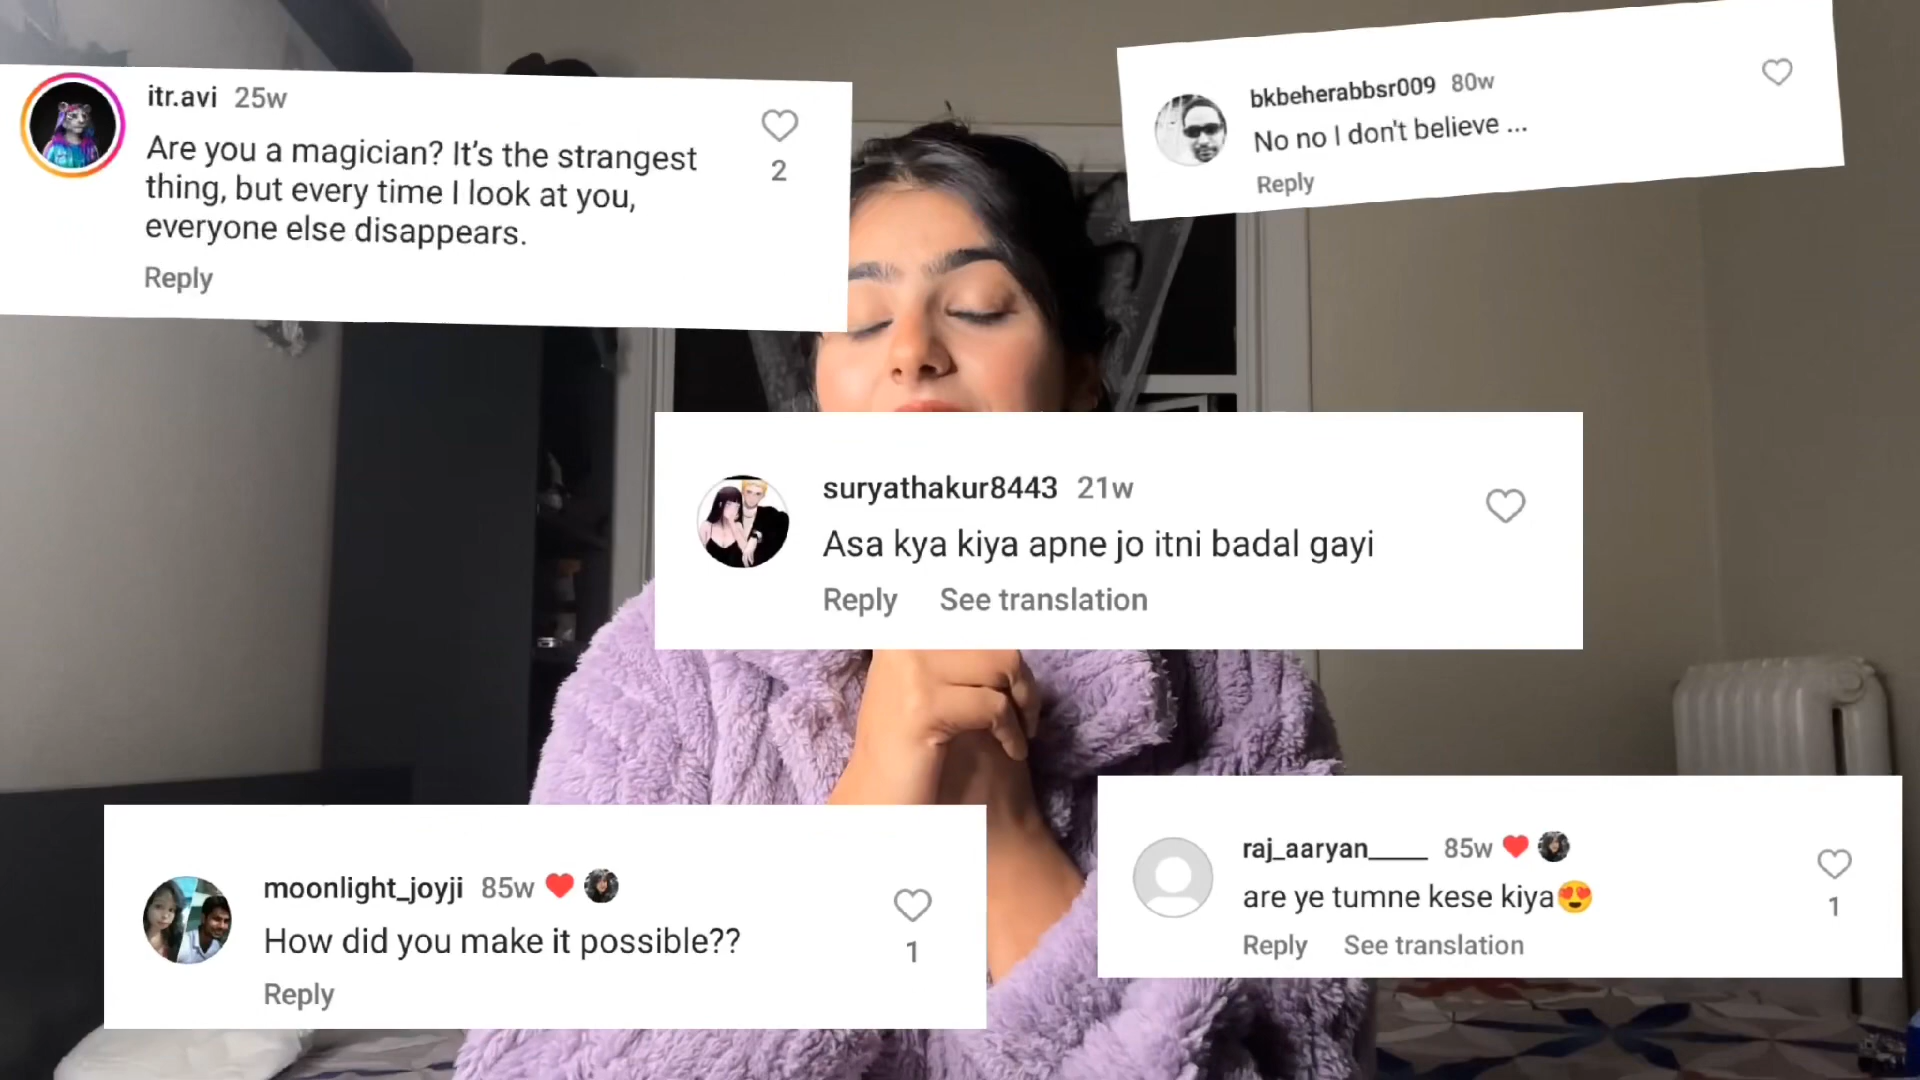 itr.avi 25w
Are you a magician? It's the strangest
thing, but every time I look at you,
everyone else disappears.
2
Reply
bkbeherabbsr009 80w
No no I don't believe ...
Reply
suryathakur8443 21w
Asa kya kiya apne jo itni badal gayi
Reply See translation
moonlight_joyji 85w
How did you make it possible??
1
Reply
raj_aaryan_____ 85w
are ye tumne kese kiya😍
1
Reply See translation